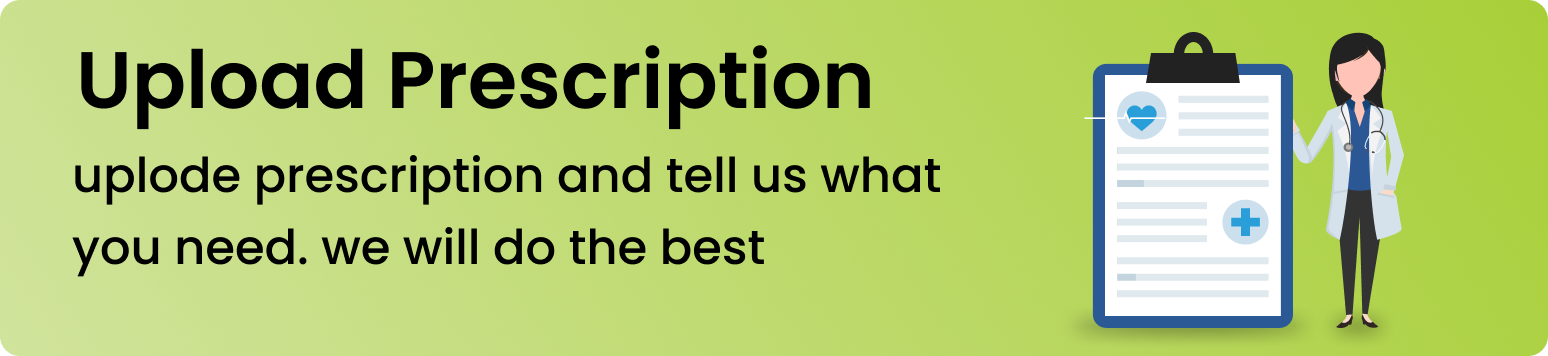 Upload Prescription
uplode prescription and tell us what
you need. we will do the best